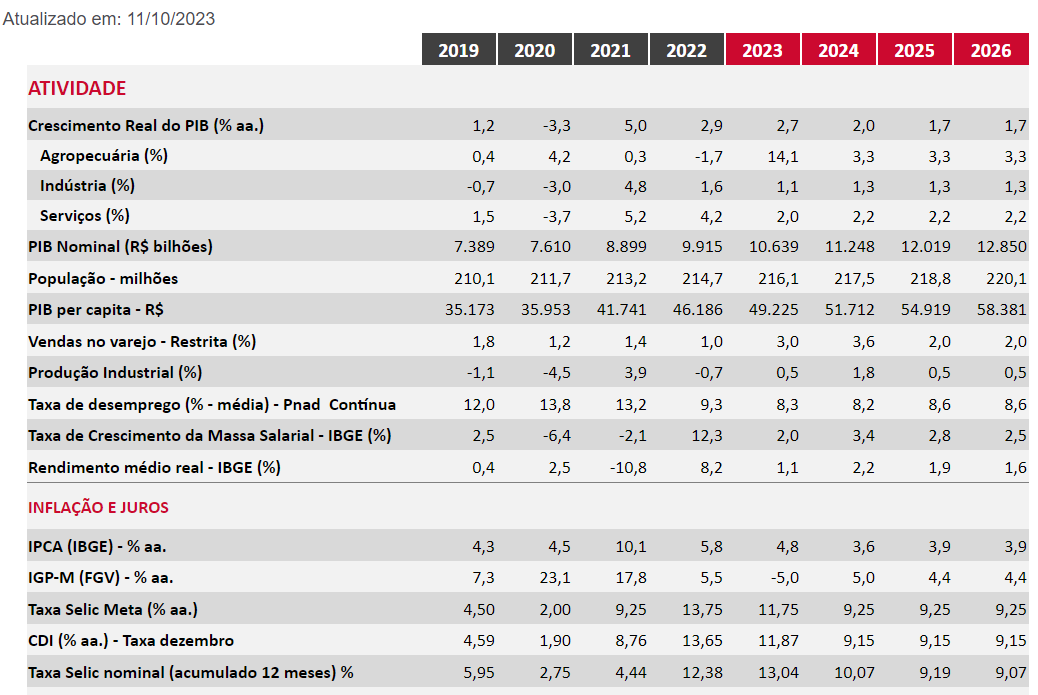 Atualizado em: 11/10/2023
2019 2020 2021 2022 2023 2024 2025 2026
ATIVIDADE
Crescimento Real do PIB (% aa.) 1,2 -3,3 5,0 2,9 2,7 2,0 1,7 1,7
Agropecuária (%) 0,4 4,2 0,3 -1,7 14,1 3,3 3,3 3,3
Indústria (%) -0,7 -3,0 4,8 1,6 1,1 1,3 1,3 1,3
Serviços (%) 1,5 -3,7 5,2 4,2 2,0 2,2 2,2 2,2
PIB Nominal (R$ bilhões) 7.389 7.610 8.899 9.915 10.639 11.248 12.019 12.850
População - milhões 210,1 211,7 213,2 214,7 216,1 217,5 218,8 220,1
PIB per capita - R$ 35.173 35.953 41.741 46.186 49.225 51.712 54.919 58.381
Vendas no varejo - Restrita (%) 1,8 1,2 1,4 1,0 3,0 3,6 2,0 2,0
Produção Industrial (%) -1,1 -4,5 3,9 -0,7 0,5 1,8 0,5 0,5
Taxa de desemprego (% - média) - Pnad Contínua 12,0 13,8 13,2 9,3 8,3 8,2 8,6 8,6
Taxa de Crescimento da Massa Salarial - IBGE (%) 2,5 -6,4 -2,1 12,3 2,0 3,4 2,8 2,5
Rendimento médio real - IBGE (%) 0,4 2,5 -10,8 8,2 1,1 2,2 1,9 1,6
INFLAÇÃO E JUROS
IPCA (IBGE) - % aa. 4,3 4,5 10,1 5,8 4,8 3,6 3,9 3,9
IGP-M (FGV) - % aa. 7,3 23,1 17,8 5,5 -5,0 5,0 4,4 4,4
Taxa Selic Meta (% aa.) 4,50 2,00 9,25 13,75 11,75 9,25 9,25 9,25
CDI (% aa.) - Taxa dezembro 4,59 1,90 8,76 13,65 11,87 9,15 9,15 9,15
Taxa Selic nominal (acumulado 12 meses) % 5,95 2,75 4,44 12,38 13,04 10,07 9,19 9,07